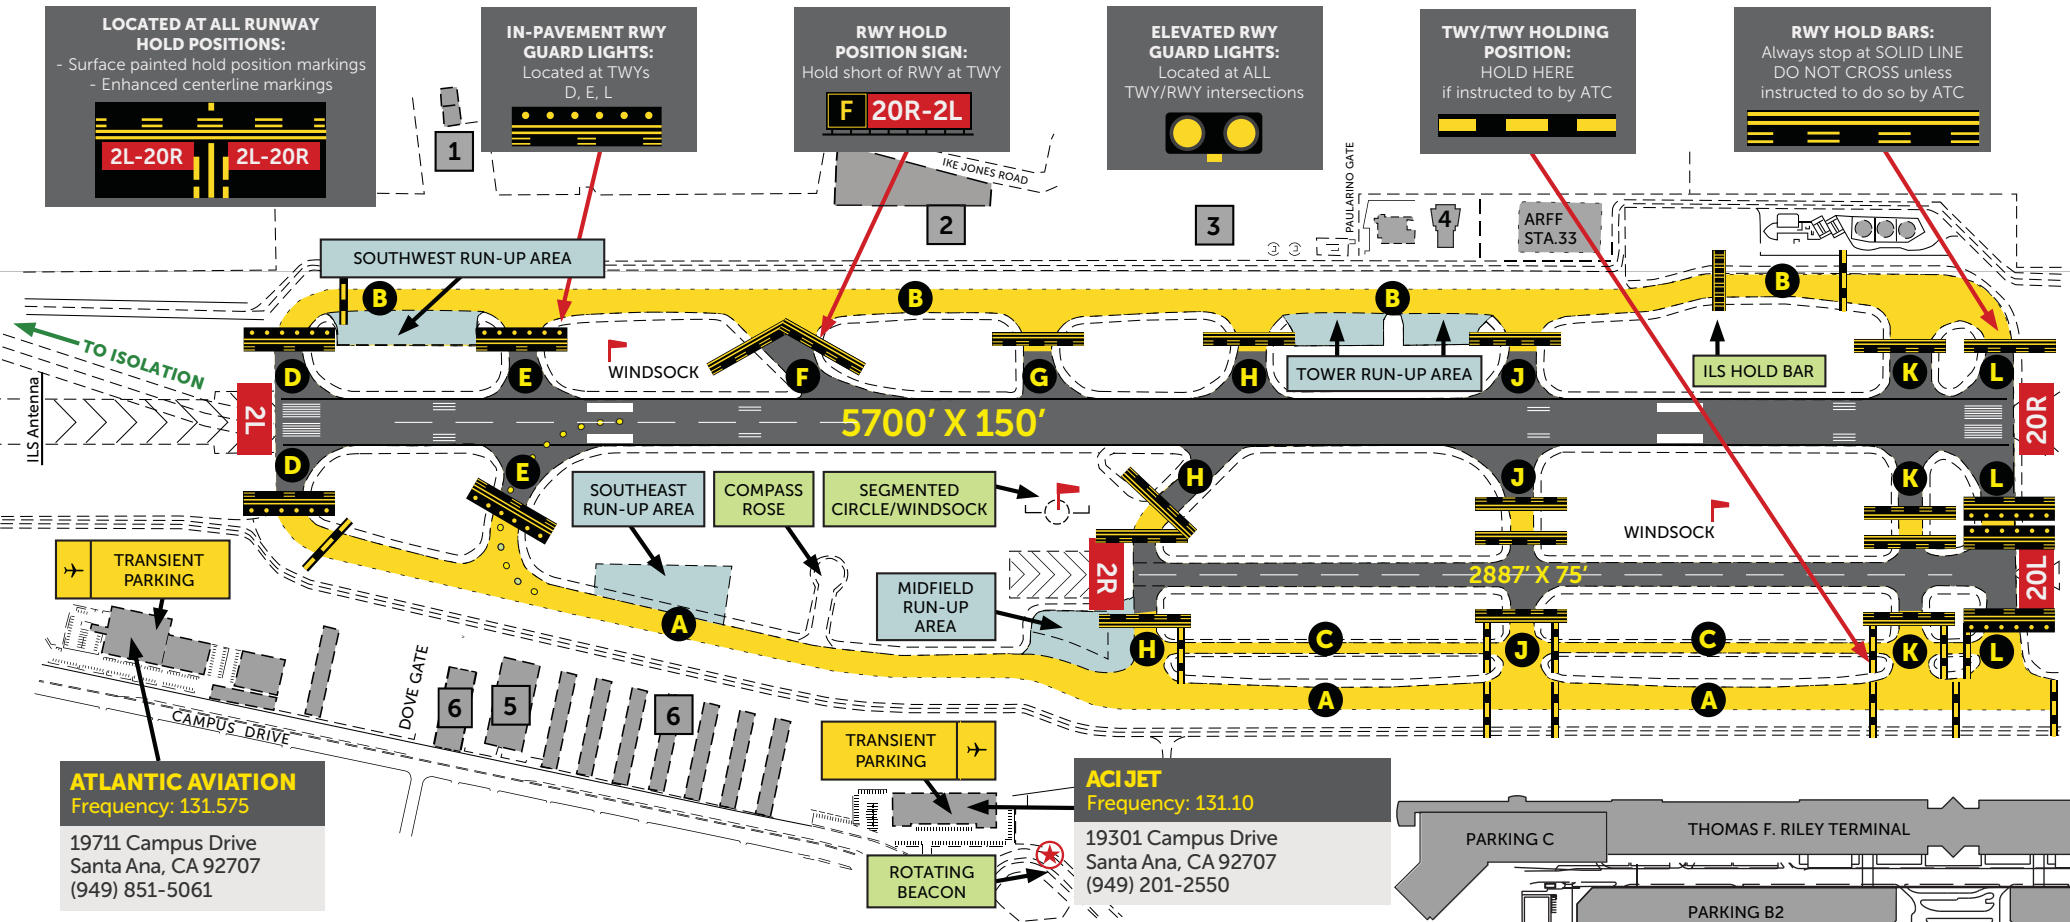 LOCATED AT ALL RUNWAY
HOLD POSITIONS:
- Surface painted hold position markings
- Enhanced centerline markings
2L-20R
2L-20R
IN-PAVEMENT RWY
GUARD LIGHTS:
Located at TWYs
D, E, L
RWY HOLD
POSITION SIGN:
Hold short of RWY at TWY
F 20R-2L
ELEVATED RWY
GUARD LIGHTS:
Located at ALL
TWY/RWY intersections
TWY/TWY HOLDING
POSITION:
HOLD HERE
if instructed to by ATC
RWY HOLD BARS:
Always stop at SOLID LINE
DO NOT CROSS unless
instructed to do so by ATC
1
IKE JONES ROAD
2
3
PAULARINO GATE
4
ARFF
STA.33
SOUTHWEST RUN-UP AREA
B
B
B
B
TO ISOLATION
ILS Antenna
D
E
WINDSOCK
F
G
H
TOWER RUN-UP AREA
J
ILS HOLD BAR
K
L
2L
5700' X 150'
20R
D
E
SOUTHEAST
RUN-UP AREA
COMPASS
ROSE
SEGMENTED
CIRCLE/WINDSOCK
H
J
WINDSOCK
K
L
TRANSIENT
PARKING
2R
2887' X 75'
20L
MIDFIELD
RUN-UP
AREA
A
H
C
J
C
K
L
A
A
DOVE GATE
6
5
6
CAMPUS DRIVE
TRANSIENT
PARKING
ATLANTIC AVIATION
Frequency: 131.575
19711 Campus Drive
Santa Ana, CA 92707
(949) 851-5061
ACI JET
Frequency: 131.10
19301 Campus Drive
Santa Ana, CA 92707
(949) 201-2550
ROTATING
BEACON
PARKING C
THOMAS F. RILEY TERMINAL
PARKING B2